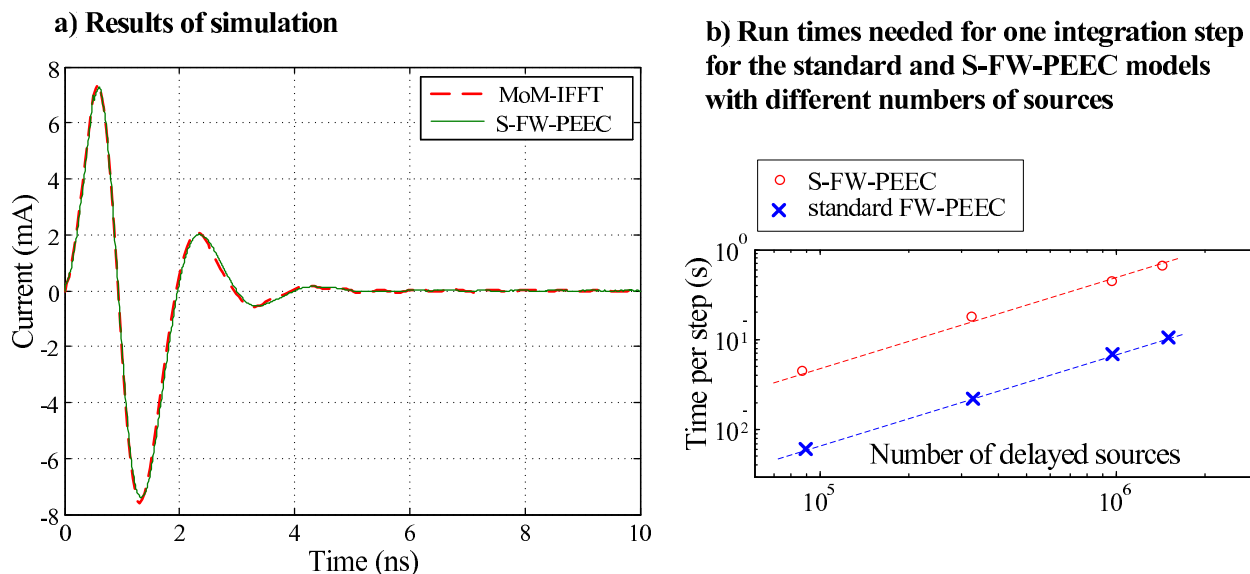 a) Results of simulation
8
6
4
2
0
-2
-4
-6
-8
Current (mA)
MoM-IFFT
S-FW-PEEC
0
2
4
6
8
10
Time (ns)
b) Run times needed for one integration step
for the standard and S-FW-PEEC models
with different numbers of sources
S-FW-PEEC
standard FW-PEEC
Time per step (s)
10^0
10^-1
10^-2
Number of delayed sources
10^5
10^6